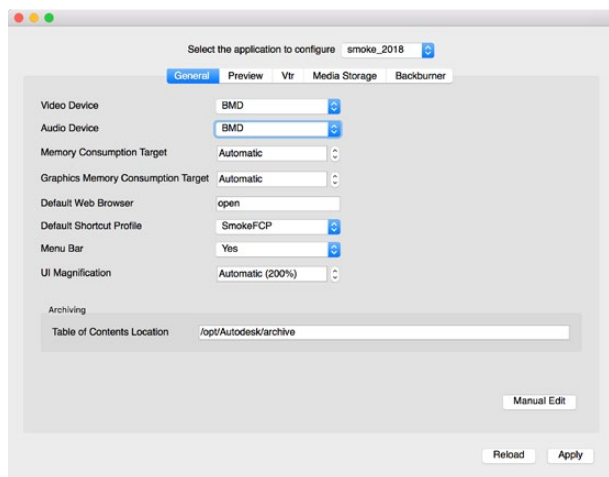 Select the application to configure smoke_2018
General Preview Vtr Media Storage Backburner
Video Device BMD
Audio Device BMD
Memory Consumption Target Automatic
Graphics Memory Consumption Target Automatic
Default Web Browser open
Default Shortcut Profile SmokeFCP
Menu Bar Yes
UI Magnification Automatic (200%)
Archiving
Table of Contents Location /opt/Autodesk/archive
Manual Edit
Reload Apply